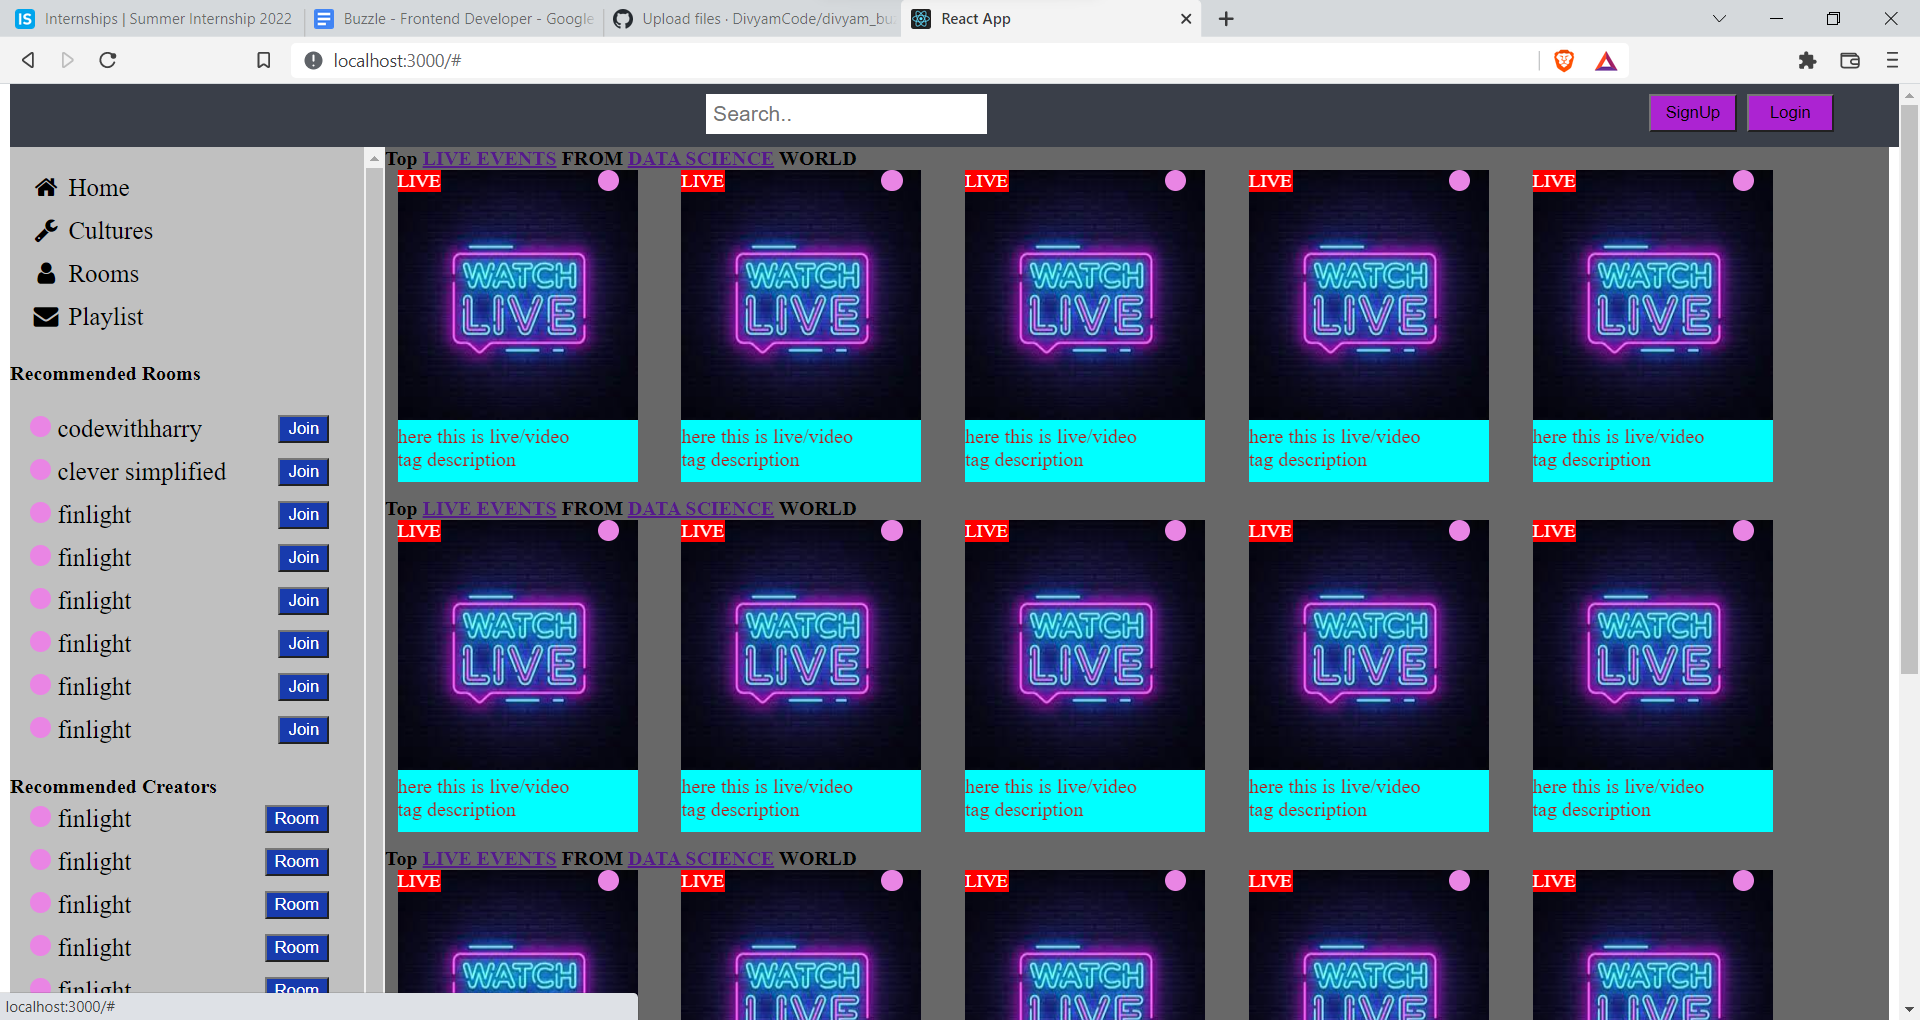 Internships | Summer Internship 2022
Buzzle - Frontend Developer - Google
Upload files · DivyamCode/divyam_bu
React App
localhost:3000/#
Search..
SignUp
Login
Home
Cultures
Rooms
Playlist
Recommended Rooms
codewithharry Join
clever simplified Join
finlight Join
finlight Join
finlight Join
finlight Join
finlight Join
finlight Join
Recommended Creators
finlight Room
finlight Room
finlight Room
finlight Room
finlight Room
localhost:3000/#
Top LIVE EVENTS FROM DATA SCIENCE WORLD
LIVE LIVE LIVE LIVE LIVE
WATCH WATCH WATCH WATCH WATCH
LIVE LIVE LIVE LIVE LIVE
here this is live/video here this is live/video here this is live/video here this is live/video here this is live/video
tag description tag description tag description tag description tag description
Top LIVE EVENTS FROM DATA SCIENCE WORLD
LIVE LIVE LIVE LIVE LIVE
WATCH WATCH WATCH WATCH WATCH
LIVE LIVE LIVE LIVE LIVE
here this is live/video here this is live/video here this is live/video here this is live/video here this is live/video
tag description tag description tag description tag description tag description
Top LIVE EVENTS FROM DATA SCIENCE WORLD
LIVE LIVE LIVE LIVE LIVE
WATCH WATCH WATCH WATCH WATCH
LIVE LIVE LIVE LIVE LIVE